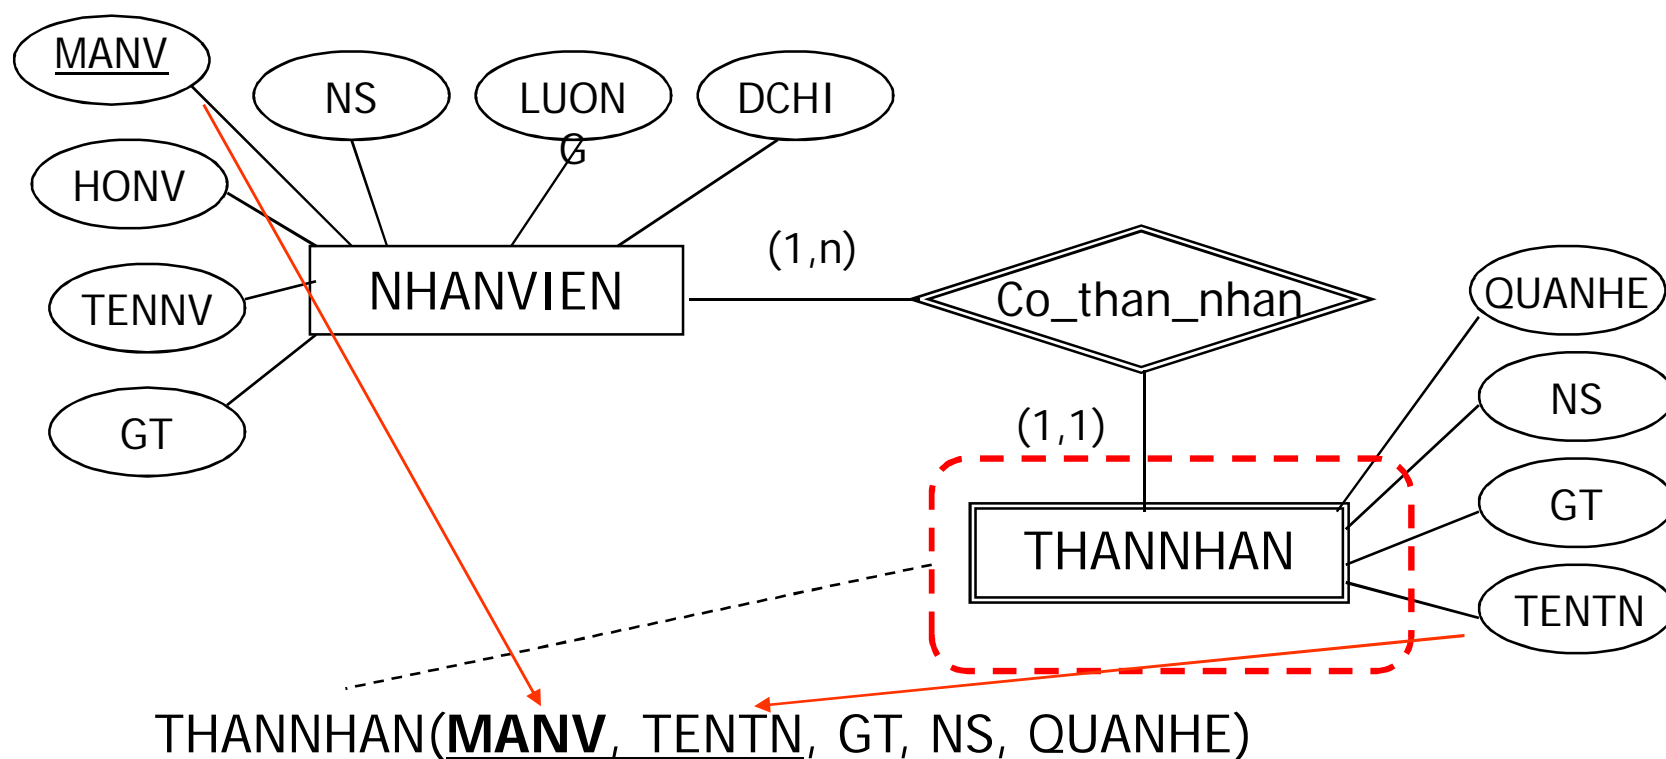 MANV
NS
LUON
G
DCHI
HONV
TENNV
GT
NHANVIEN
(1,n)
Co_than_nhan
QUANHE
NS
(1,1)
GT
THANNHAN
TENTN
THANNHAN(MANV, TENTN, GT, NS, QUANHE)